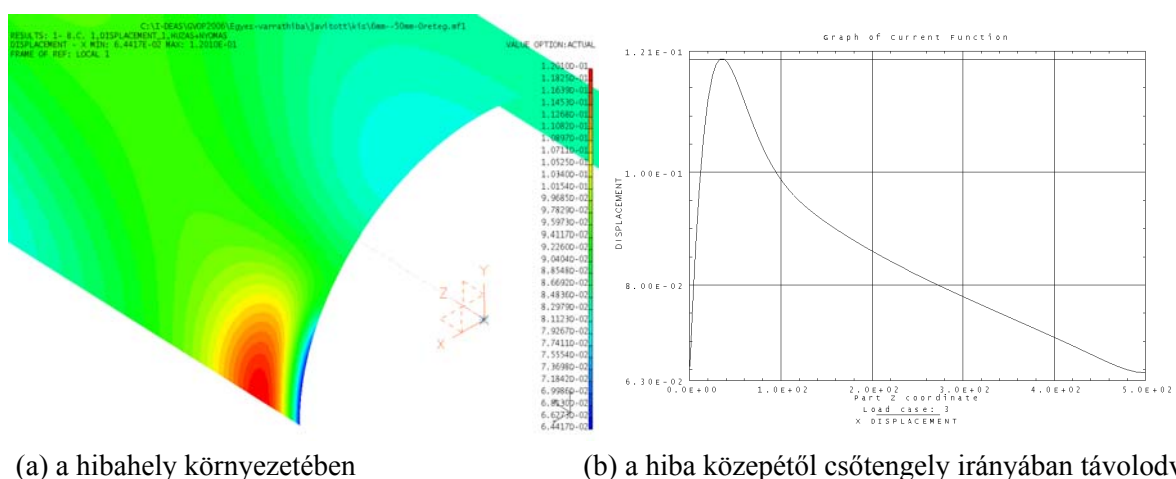 C:\I-DEAS\GVOP2006\Egyez-varrathiba\javitott\kis\6mm--50mm-0reteg.mf1
RESULTS: 1- B.C. 1,DISPLACEMENT_1,HUZAS+NYOMAS
DISPLACEMENT - X MIN: 6.4417E-02 MAX: 1.2010E-01
FRAME OF REF: LOCAL 1
VALUE OPTION:ACTUAL
1.2010D-01
1.1825D-01
1.1639D-01
1.1453D-01
1.1268D-01
1.1082D-01
1.0897D-01
1.0711D-01
1.0525D-01
1.0340D-01
1.0154D-01
9.9685D-02
9.7829D-02
9.5973D-02
9.4117D-02
9.2260D-02
9.0404D-02
8.8548D-02
8.6692D-02
8.4836D-02
8.2979D-02
8.1123D-02
7.9267D-02
7.7411D-02
7.5554D-02
7.3698D-02
7.1842D-02
6.9986D-02
6.8130D-02
6.6273D-02
6.4417D-02
Y
Z
X
Graph of Current Function
1.21E-01
1.00E-01
8.00E-02
6.30E-02
DISPLACEMENT
0.0E+00 1.0E+02 2.0E+02 3.0E+02 4.0E+02 5.0E+02
Part Z coordinate
Load case: 3
X DISPLACEMENT
(a) a hibahely környezetében
(b) a hiba közepétől csőtengely irányában